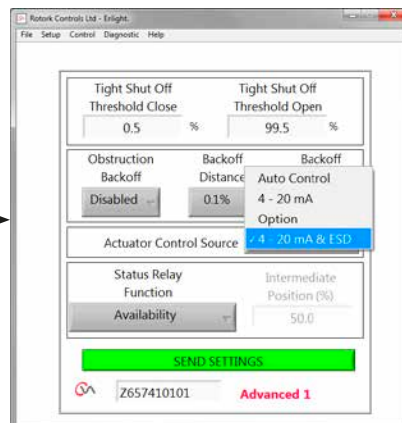 Rotork Controls Ltd - Enlight.
File Setup Control Diagnostic Help
Tight Shut Off Tight Shut Off
Threshold Close Threshold Open
0.5 % 99.5 %
Obstruction Backoff Backoff
Backoff Distance
Disabled 0.1%
Auto Control
4 - 20 mA
Option
✓ 4 - 20 mA & ESD
Actuator Control Source
Status Relay Intermediate
Function Position (%)
Availability 50.0
SEND SETTINGS
Z657410101 Advanced 1